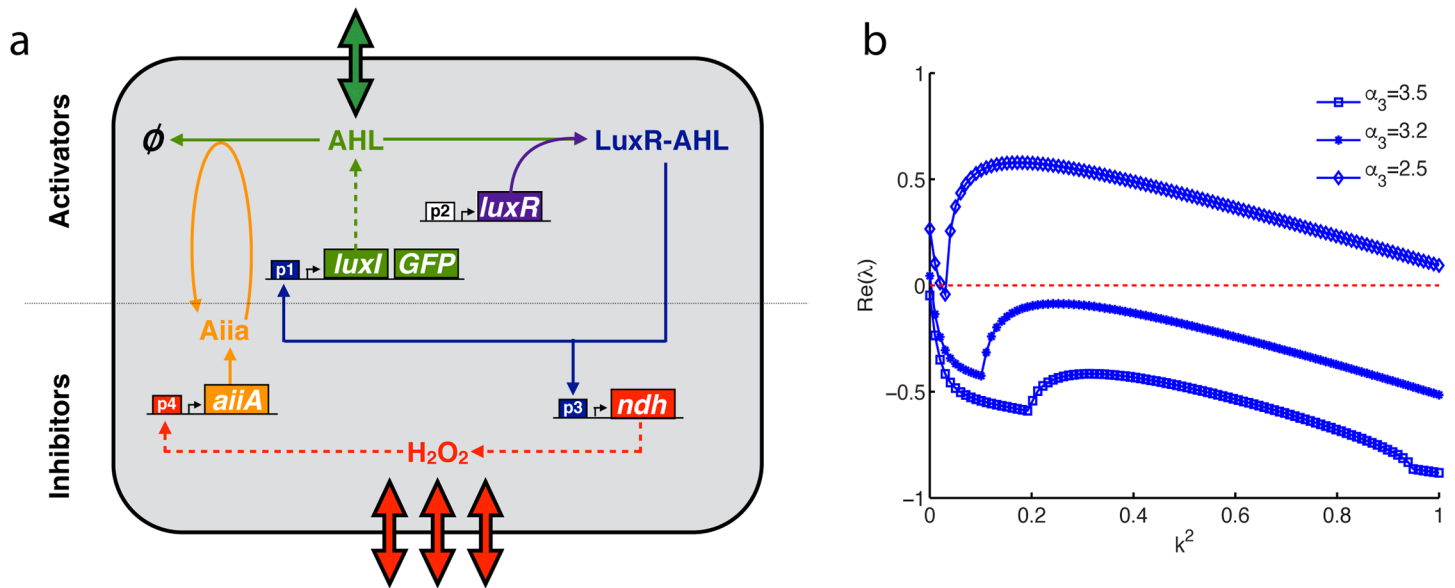 a
Activators
Inhibitors
Ø
AHL
LuxR-AHL
p2
luxR
p1
luxI
GFP
Aiia
p4
aiiA
p3
ndh
H₂O₂
b
1
0.5
0
−0.5
−1
Re(λ)
0
0.2
0.4
0.6
0.8
1
k²
α₃=3.5
α₃=3.2
α₃=2.5